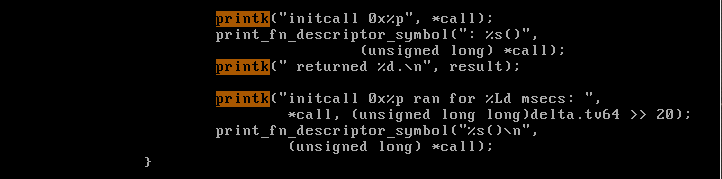 printk("initcall 0x%p", *call);
print_fn_descriptor_symbol(": %s()",
(unsigned long) *call);
printk(" returned %d.\n", result);
printk("initcall 0x%p ran for %Ld msecs: ",
*call, (unsigned long long)delta.tv64 >> 20);
print_fn_descriptor_symbol("%s()\n",
(unsigned long) *call);
}